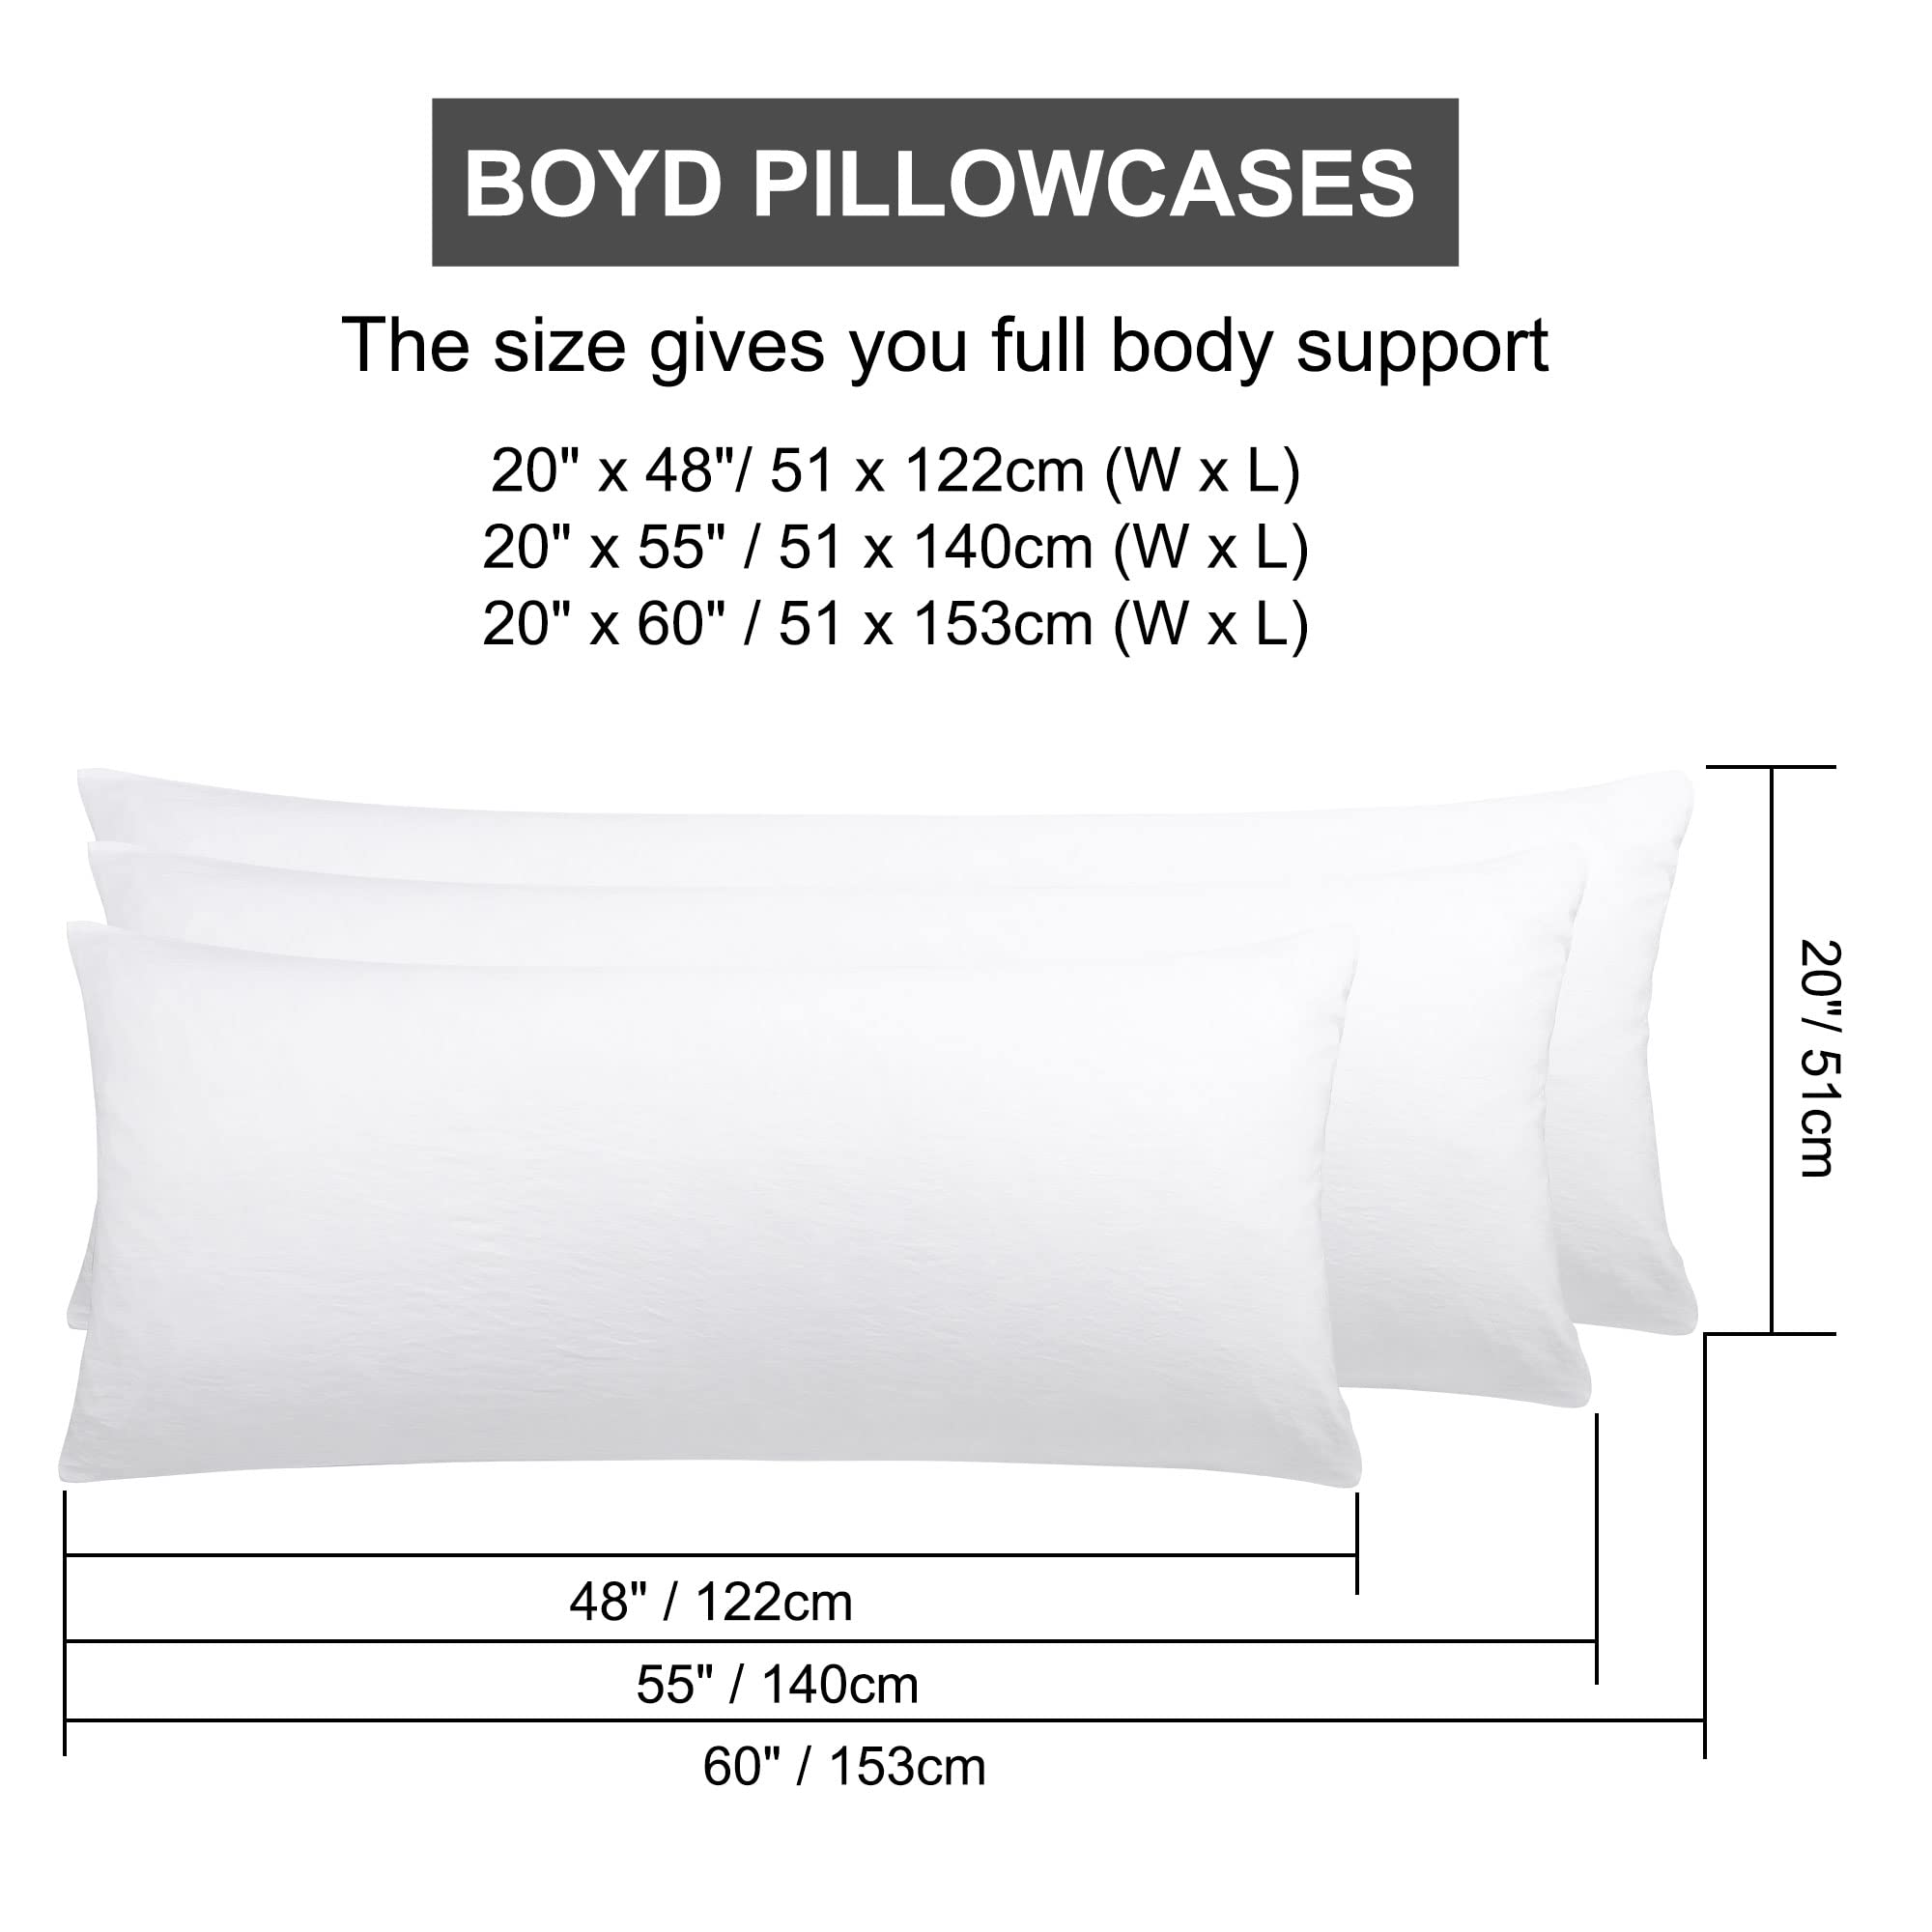 BOYD PILLOWCASES
The size gives you full body support
20" x 48"/ 51 x 122cm (W x L)
20" x 55" / 51 x 140cm (W x L)
20" x 60" / 51 x 153cm (W x L)
20"/ 51cm
48" / 122cm
55" / 140cm
60" / 153cm